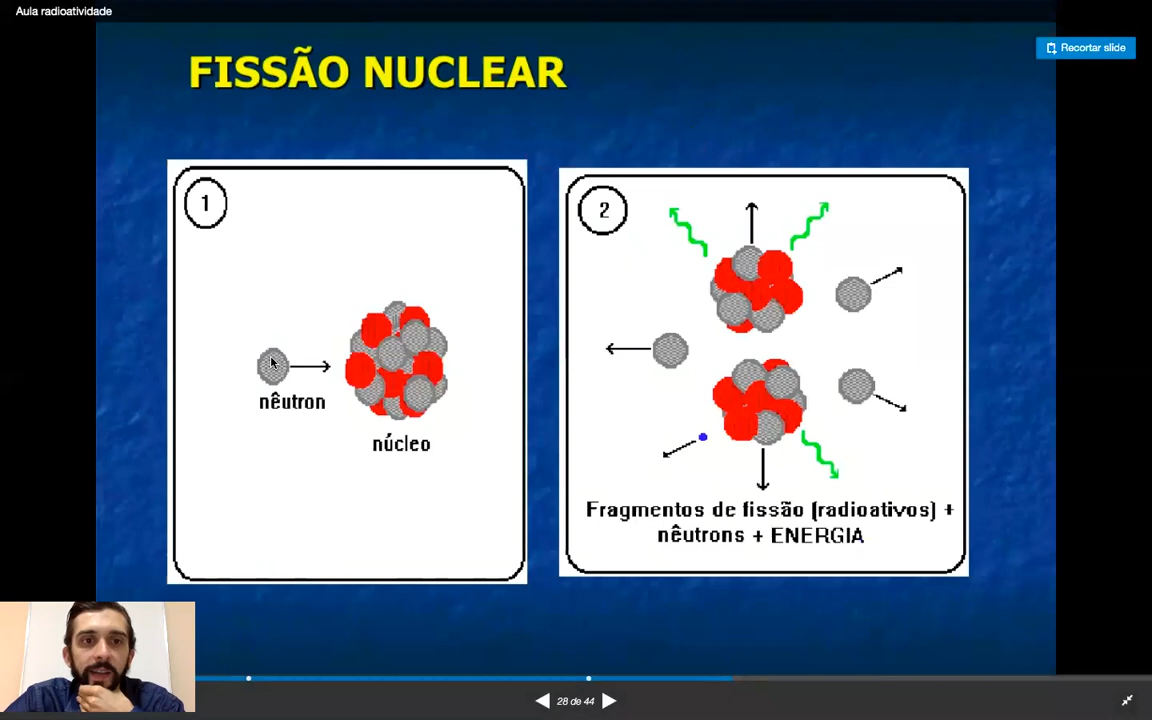 Aula radioatividade
Recortar slide
FISSÃO NUCLEAR
1
nêutron
núcleo
2
Fragmentos de fissão (radioativos) +
nêutrons + ENERGIA
28 de 44